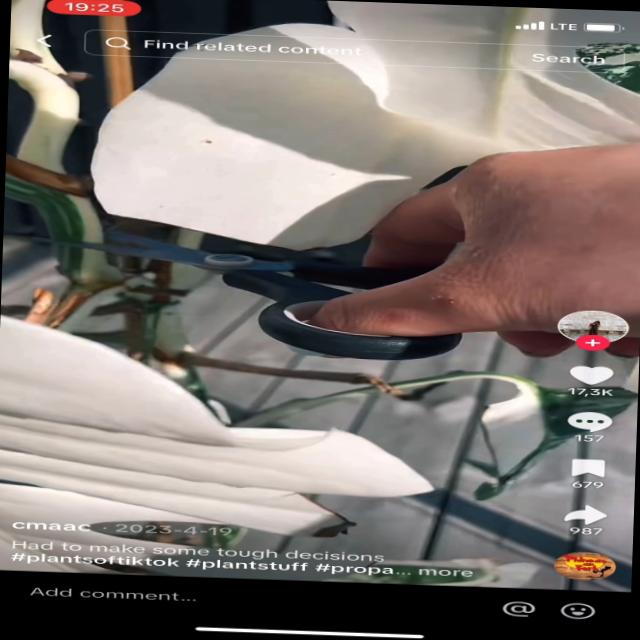 19:25
LTE
Find related content
Search
17,3K
157
679
987
cmaac · 2023-4-19
Had to make some tough decisions
#plantsoftiktok #plantstuff #propa... more
Add comment...